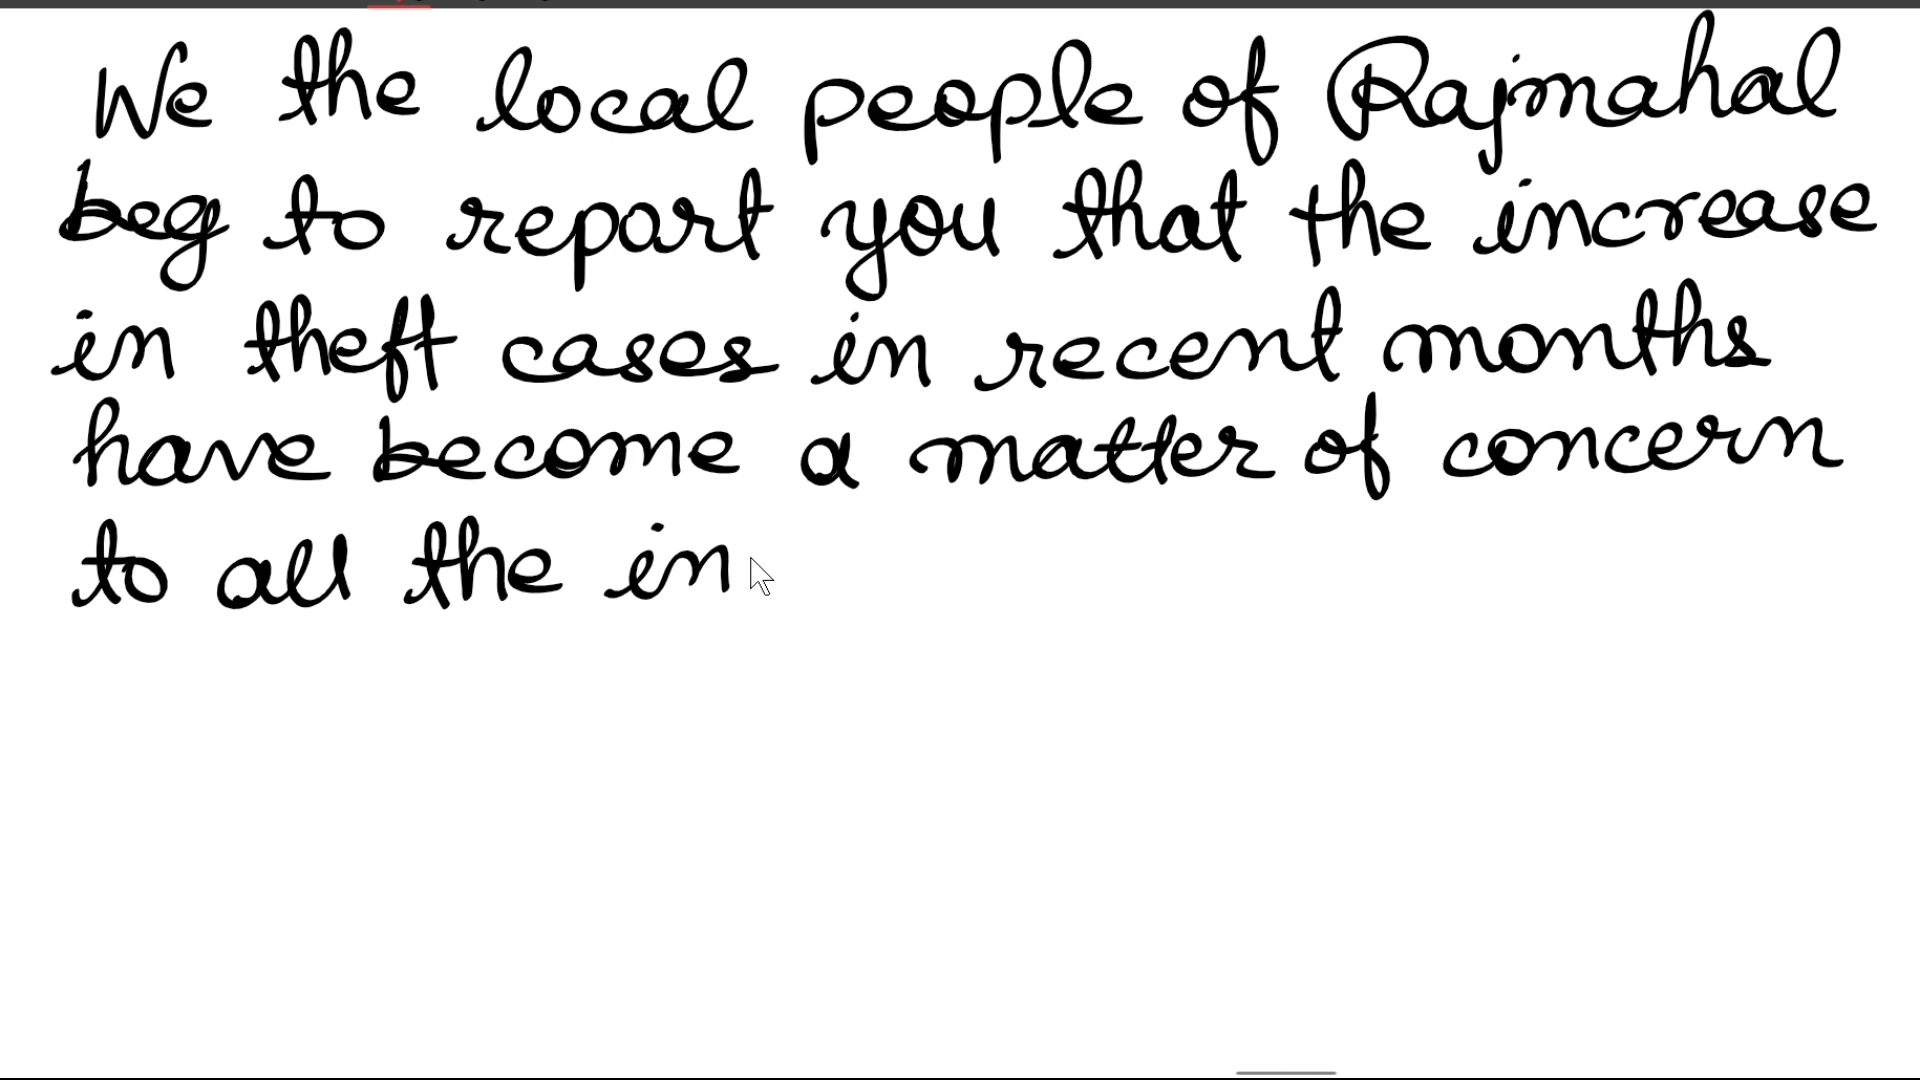 We the local people of Rajmahal
beg to report you that the increase
in theft cases in recent months
have become a matter of concern
to all the in